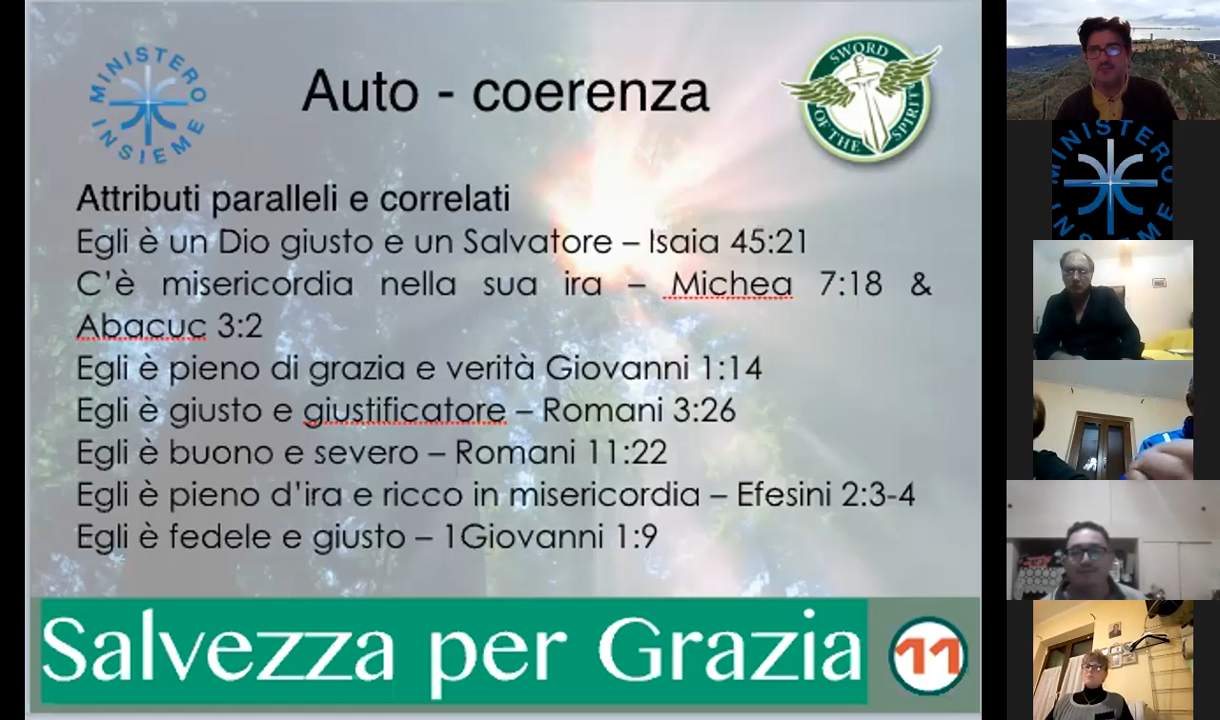 MINISTERO INSIEME
Auto - coerenza
SWORD OF THE SPIRIT
Attributi paralleli e correlati
Egli è un Dio giusto e un Salvatore – Isaia 45:21
C'è misericordia nella sua ira – Michea 7:18 &
Abacuc 3:2
Egli è pieno di grazia e verità Giovanni 1:14
Egli è giusto e giustificatore – Romani 3:26
Egli è buono e severo – Romani 11:22
Egli è pieno d'ira e ricco in misericordia – Efesini 2:3-4
Egli è fedele e giusto – 1Giovanni 1:9
Salvezza per Grazia
11
MINISTERO